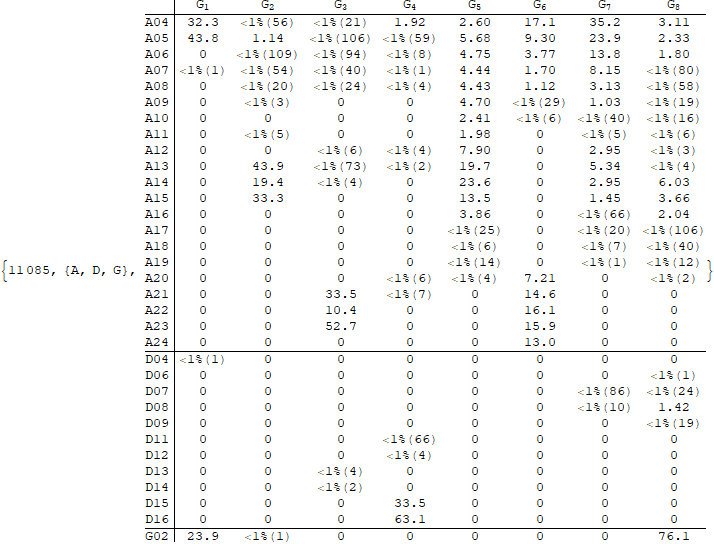 G₁ G₂ G₃ G₄ G₅ G₆ G₇ G₈
A04 32.3 <1%(56) <1%(21) 1.92 2.60 17.1 35.2 3.11
A05 43.8 1.14 <1%(106) <1%(59) 5.68 9.30 23.9 2.33
A06 0 <1%(109) <1%(94) <1%(8) 4.75 3.77 13.8 1.80
A07 <1%(1) <1%(54) <1%(40) <1%(1) 4.44 1.70 8.15 <1%(80)
A08 0 <1%(20) <1%(24) <1%(4) 4.43 1.12 3.13 <1%(58)
A09 0 <1%(3) 0 0 4.70 <1%(29) 1.03 <1%(19)
A10 0 0 0 0 2.41 <1%(6) <1%(40) <1%(16)
A11 0 <1%(5) 0 0 1.98 0 <1%(5) <1%(6)
A12 0 0 <1%(6) <1%(4) 7.90 0 2.95 <1%(3)
A13 0 43.9 <1%(73) <1%(2) 19.7 0 5.34 <1%(4)
A14 0 19.4 <1%(4) 0 23.6 0 2.95 6.03
A15 0 33.3 0 0 13.5 0 1.45 3.66
A16 0 0 0 0 3.86 0 <1%(66) 2.04
A17 0 0 0 0 <1%(25) 0 <1%(20) <1%(106)
A18 0 0 0 0 <1%(6) 0 <1%(7) <1%(40)
A19 0 0 0 0 <1%(14) 0 <1%(1) <1%(12)
{11085, {A, D, G}, A20 0 0 0 <1%(6) <1%(4) 7.21 0 <1%(2) }
A21 0 0 33.5 <1%(7) 0 14.6 0 0
A22 0 0 10.4 0 0 16.1 0 0
A23 0 0 52.7 0 0 15.9 0 0
A24 0 0 0 0 0 13.0 0 0
D04 <1%(1) 0 0 0 0 0 0 0
D06 0 0 0 0 0 0 0 <1%(1)
D07 0 0 0 0 0 0 <1%(86) <1%(24)
D08 0 0 0 0 0 0 <1%(10) 1.42
D09 0 0 0 0 0 0 0 <1%(19)
D11 0 0 0 <1%(66) 0 0 0 0
D12 0 0 0 <1%(4) 0 0 0 0
D13 0 0 <1%(4) 0 0 0 0 0
D14 0 0 <1%(2) 0 0 0 0 0
D15 0 0 0 33.5 0 0 0 0
D16 0 0 0 63.1 0 0 0 0
G02 23.9 <1%(1) 0 0 0 0 0 76.1